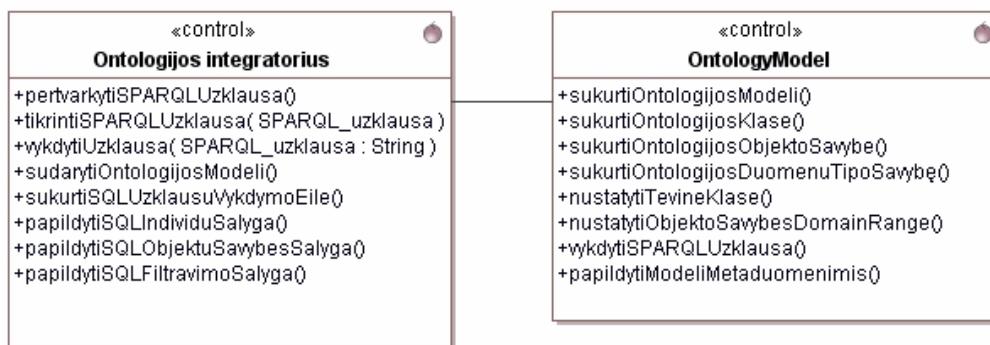 «control»
Ontologijos integratorius
+pertvarkytiSPARQLUzklausa()
+tikrintiSPARQLUzklausa( SPARQL_uzklausa )
+vykdytiUzklausa( SPARQL_uzklausa : String )
+sudarytiOntologijosModeli()
+sukurtiSQLUzklausuVykdymoEile()
+papildytiSQLIndividuSalyga()
+papildytiSQLObjektuSavybesSalyga()
+papildytiSQLFiltravimoSalyga()
«control»
OntologyModel
+sukurtiOntologijosModeli()
+sukurtiOntologijosKlase()
+sukurtiOntologijosObjektoSavybe()
+sukurtiOntologijosDuomenuTipoSavybę()
+nustatytiTevineKlase()
+nustatytiObjektoSavybesDomainRange()
+vykdytiSPARQLUzklausa()
+papildytiModeliMetaduomenimis()